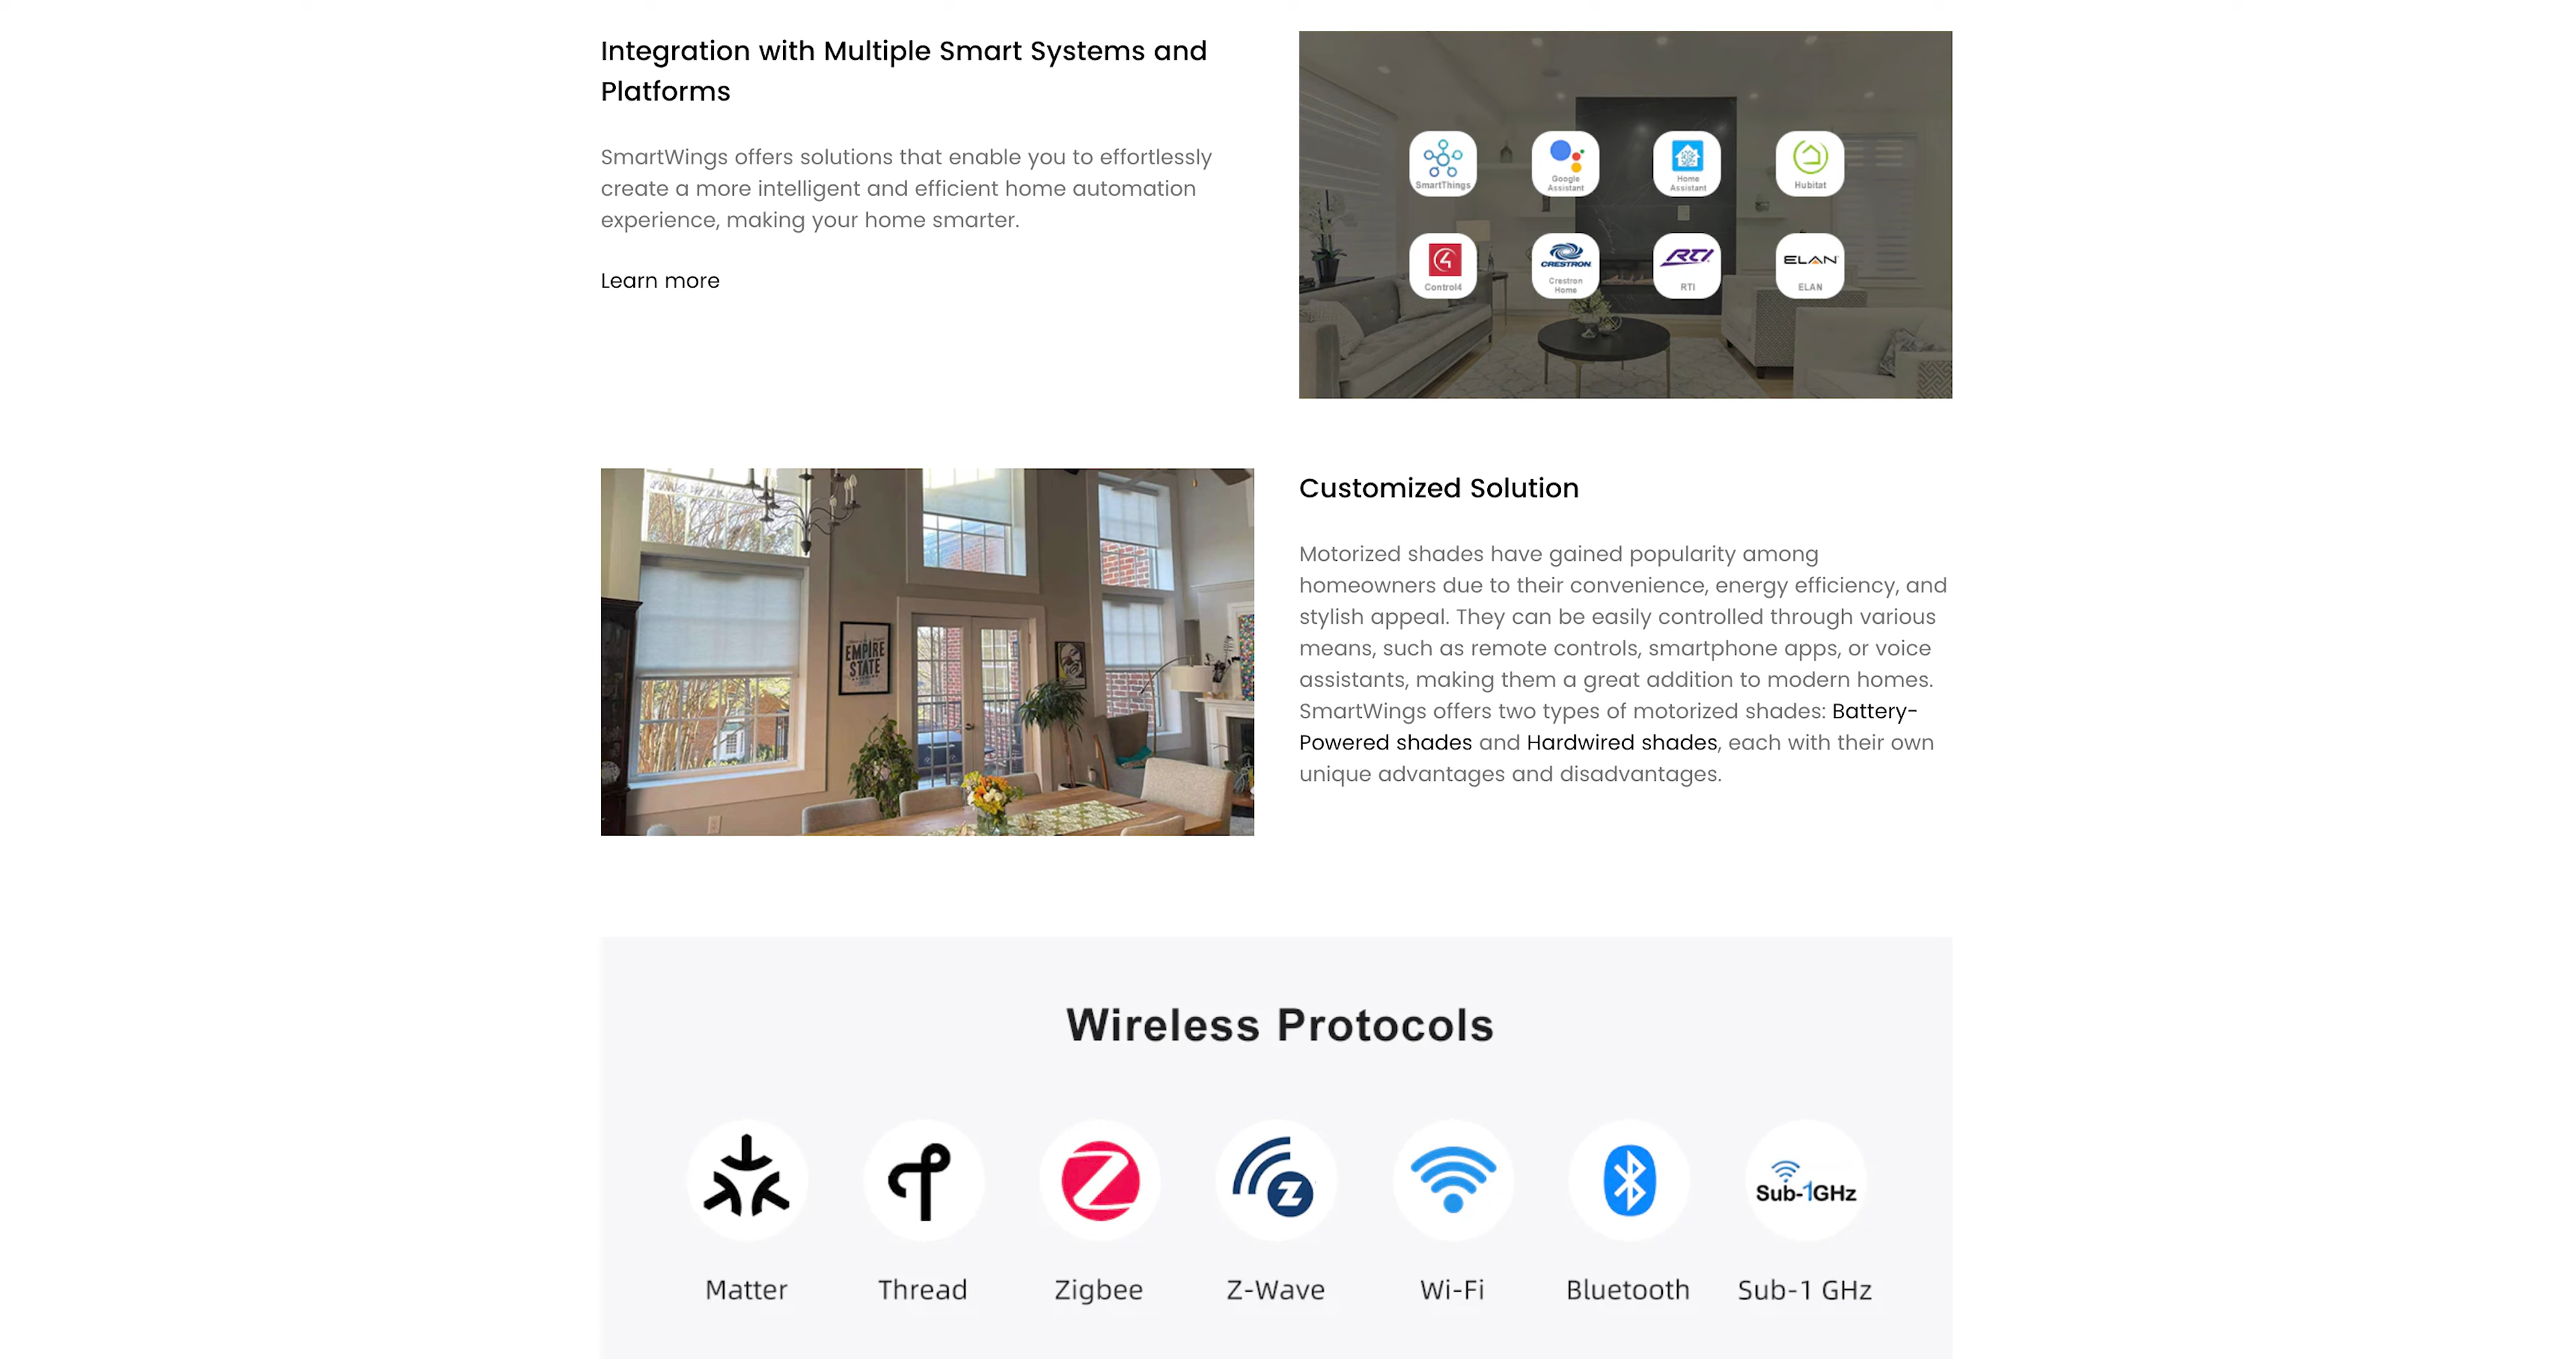 Integration with Multiple Smart Systems and
Platforms
SmartWings offers solutions that enable you to effortlessly
create a more intelligent and efficient home automation
experience, making your home smarter.
Learn more
SmartThings
Google
Assistant
Home
Assistant
Hubitat
Control4
CRESTRON
Crestron
Home
RTI
RTI
ELAN
ELAN
EMPIRE
STATE
Customized Solution
Motorized shades have gained popularity among
homeowners due to their convenience, energy efficiency, and
stylish appeal. They can be easily controlled through various
means, such as remote controls, smartphone apps, or voice
assistants, making them a great addition to modern homes.
SmartWings offers two types of motorized shades: Battery-
Powered shades and Hardwired shades, each with their own
unique advantages and disadvantages.
Wireless Protocols
Sub-1GHz
Matter
Thread
Zigbee
Z-Wave
Wi-Fi
Bluetooth
Sub-1 GHz